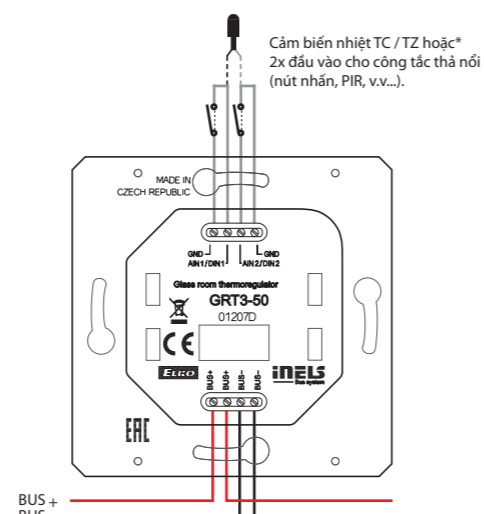 Cảm biến nhiệt TC / TZ hoặc*
2x đầu vào cho công tắc thả nổi
(nút nhấn, PIR, v.v...).
MADE IN
CZECH REPUBLIC
GND
AIN1/DIN1
GND
AIN2/DIN2
Glass room thermoregulator
GRT3-50
01207D
CE
ELKO
iNELS
Bus system
BUS+
BUS+
BUS-
BUS-
EAC
BUS +